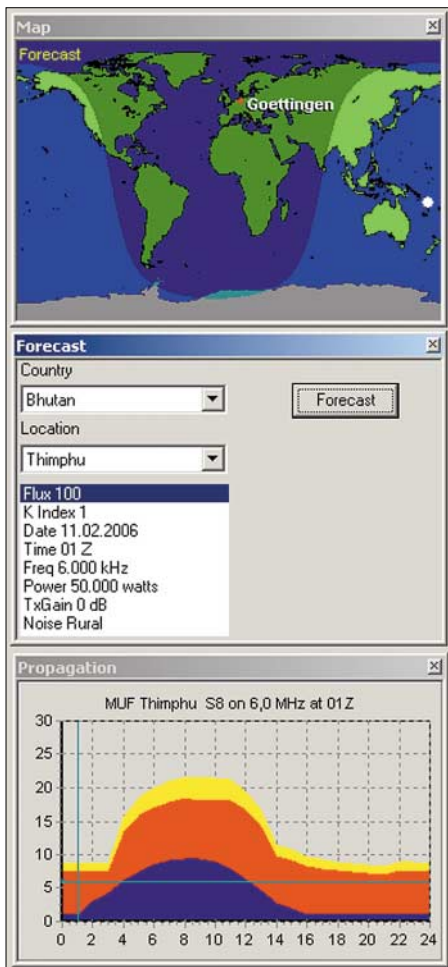 Map
Forecast
Goettingen
Forecast
Country
Bhutan
Forecast
Location
Thimphu
Flux 100
K Index 1
Date 11.02.2006
Time 01 Z
Freq 6.000 kHz
Power 50.000 watts
TxGain 0 dB
Noise Rural
Propagation
MUF Thimphu S8 on 6,0 MHz at 01Z
30
25
20
15
10
5
0
0 2 4 6 8 10 12 14 16 18 20 22 24